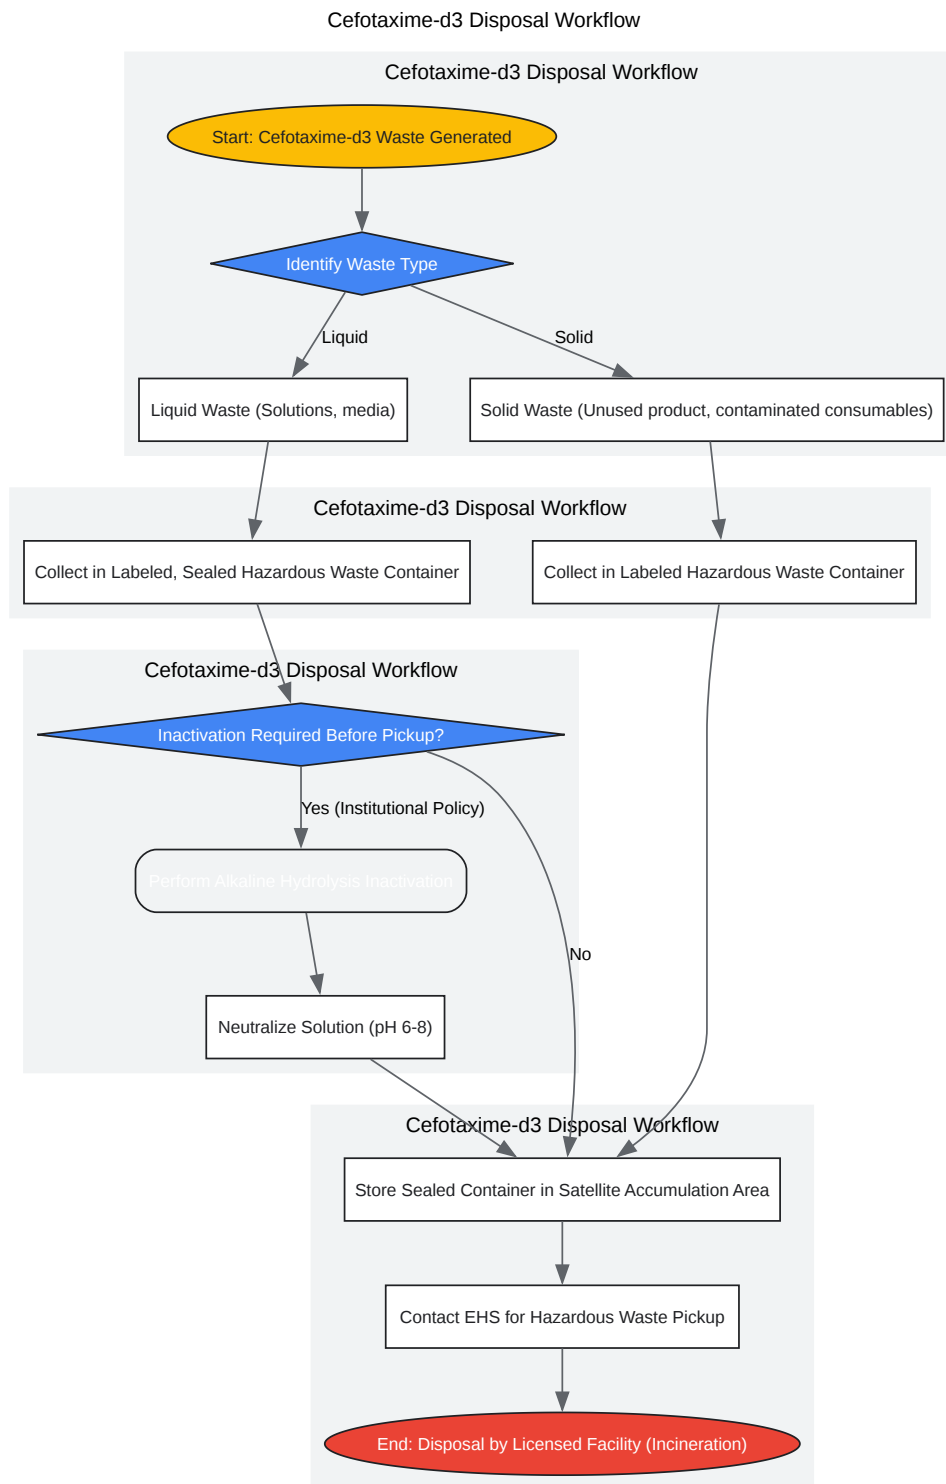 Cefotaxime-d3 Disposal Workflow
Cefotaxime-d3 Disposal Workflow
Start: Cefotaxime-d3 Waste Generated
Identify Waste Type
Liquid
Solid
Liquid Waste (Solutions, media)
Solid Waste (Unused product, contaminated consumables)
Cefotaxime-d3 Disposal Workflow
Collect in Labeled, Sealed Hazardous Waste Container
Collect in Labeled Hazardous Waste Container
Cefotaxime-d3 Disposal Workflow
Inactivation Required Before Pickup?
Yes (Institutional Policy)
Perform Alkaline Hydrolysis Inactivation
No
Neutralize Solution (pH 6-8)
Cefotaxime-d3 Disposal Workflow
Store Sealed Container in Satellite Accumulation Area
Contact EHS for Hazardous Waste Pickup
End: Disposal by Licensed Facility (Incineration)